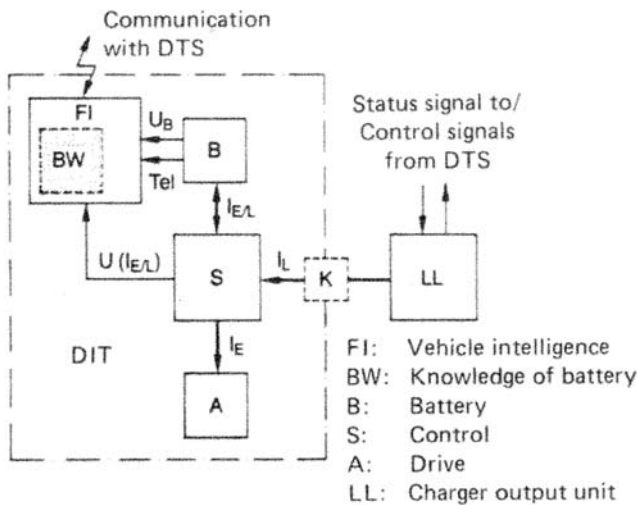 Communication
with DTS
FI
BW
U_B
Tel
B
I_E/L
Status signal to/
Control signals
from DTS
U (I_E/L)
S
I_L
K
LL
DIT
I_E
A
FI: Vehicle intelligence
BW: Knowledge of battery
B: Battery
S: Control
A: Drive
LL: Charger output unit